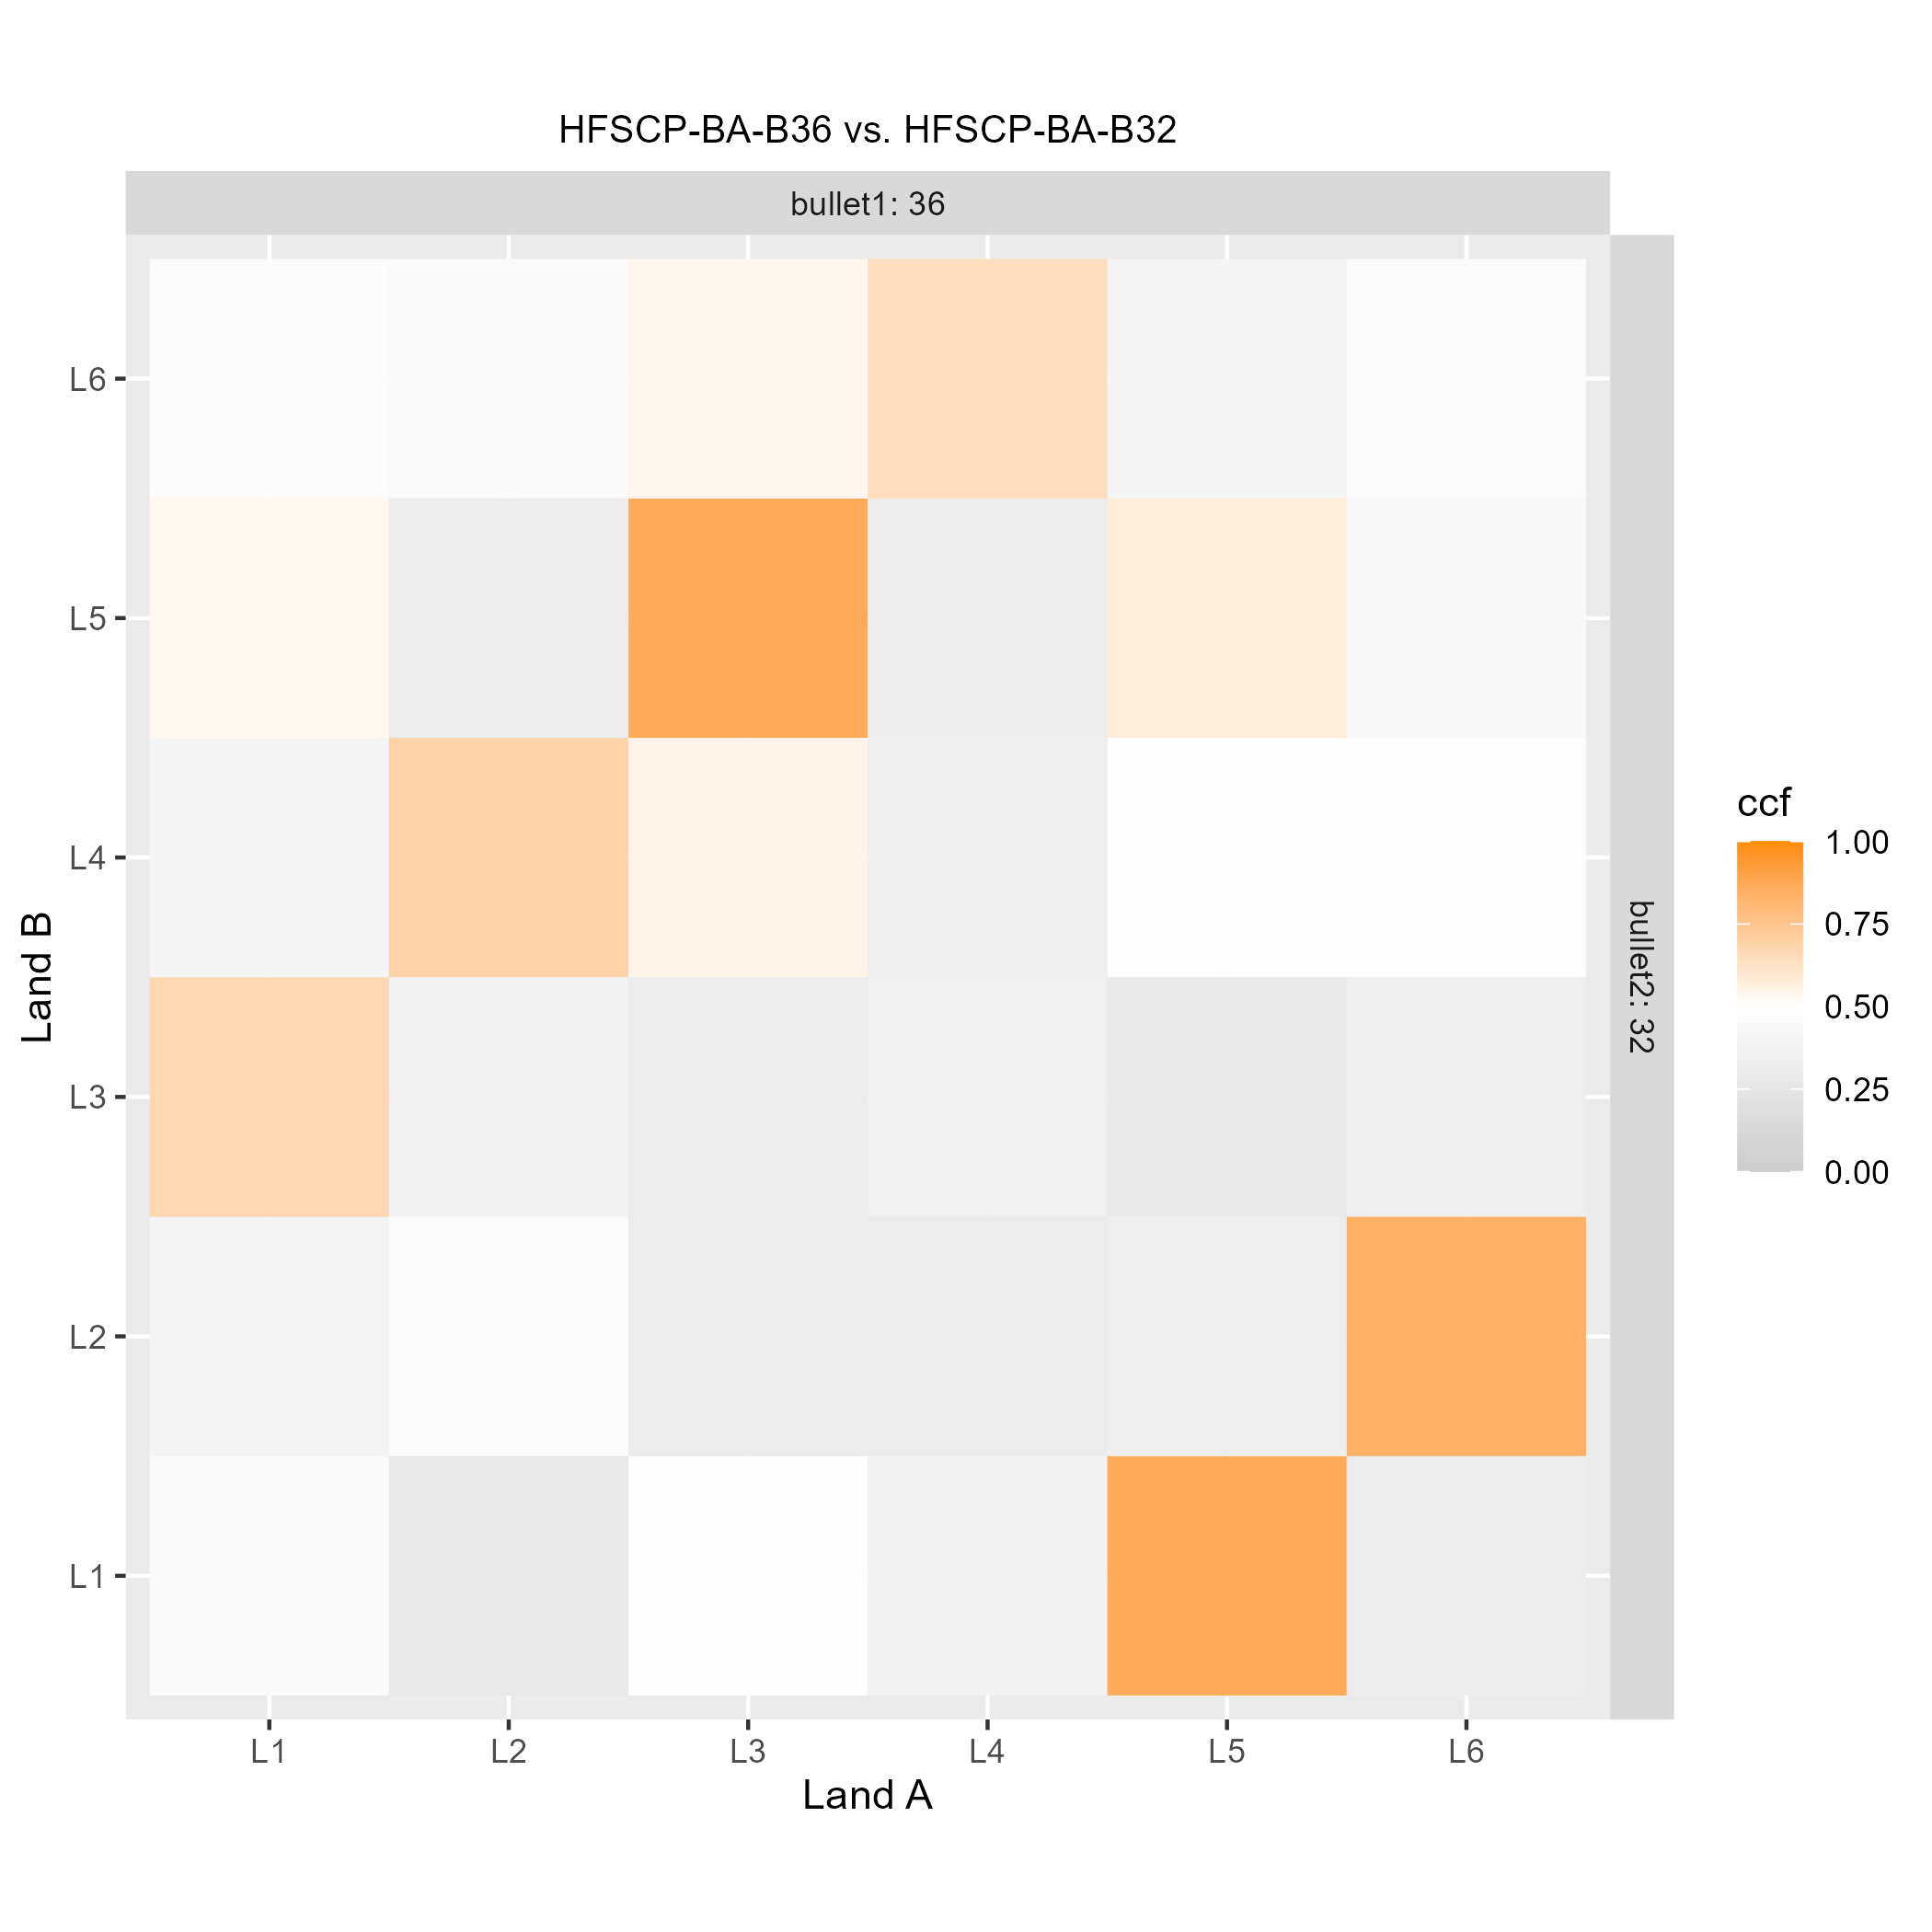 HFSCP-BA-B36 vs. HFSCP-BA-B32
bullet1: 36
L6
L5
L4
L3
L2
L1
Land B
bullet2: 32
L1 L2 L3 L4 L5 L6
Land A
ccf
1.00
0.75
0.50
0.25
0.00